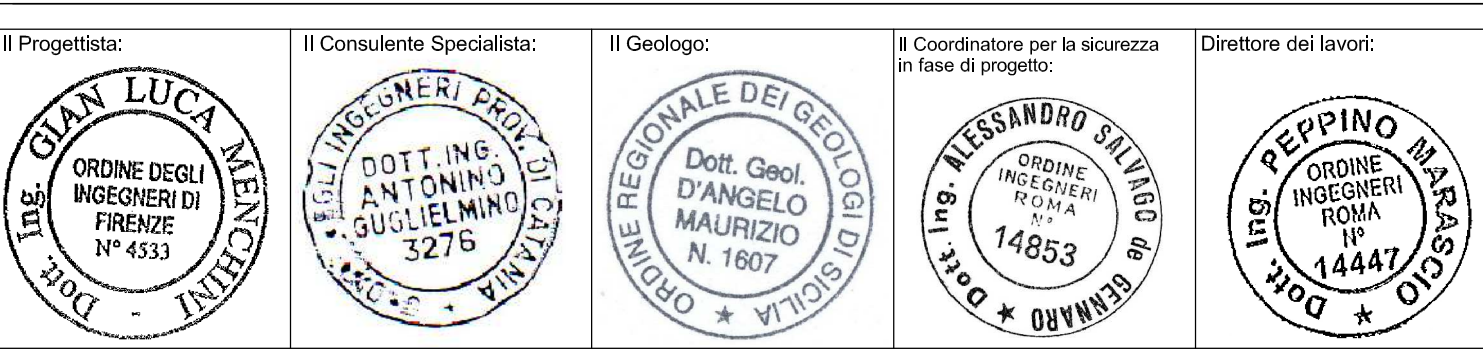 Il Progettista:
Dott. Ing. GIAN LUCA MENCHINI -
ORDINE DEGLI
INGEGNERI DI
FIRENZE
N° 4533
Il Consulente Specialista:
INGEGNERI PROV. DI CATANIA *
DOTT. ING.
ANTONINO
GUGLIELMINO
3276
Il Geologo:
ORDINE REGIONALE DEI GEOLOGI DI SICILIA ★
Dott. Geol.
D'ANGELO
MAURIZIO
N. 1607
Il Coordinatore per la sicurezza
in fase di progetto:
Dott. Ing. ALESSANDRO SALVAGO de GENNARO ★
ORDINE
INGEGNERI
ROMA
N°
14853
Direttore dei lavori:
Dott. Ing. PEPPINO MARASCIO ★
ORDINE
INGEGNERI
ROMA
N°
14447